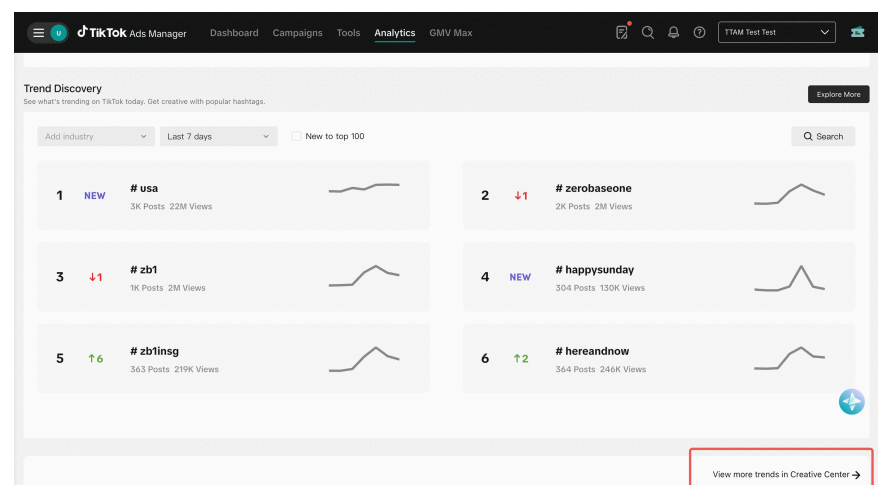 U TikTok Ads Manager Dashboard Campaigns Tools Analytics GMV Max TTAM Test Test
Trend Discovery
See what's trending on TikTok today. Get creative with popular hashtags.
Explore More
Add industry Last 7 days New to top 100 Search
1 NEW # usa
3K Posts 22M Views
2 ↓1 # zerobaseone
2K Posts 2M Views
3 ↓1 # zb1
1K Posts 2M Views
4 NEW # happysunday
304 Posts 130K Views
5 ↑6 # zb1insg
363 Posts 219K Views
6 ↑2 # hereandnow
364 Posts 246K Views
View more trends in Creative Center →